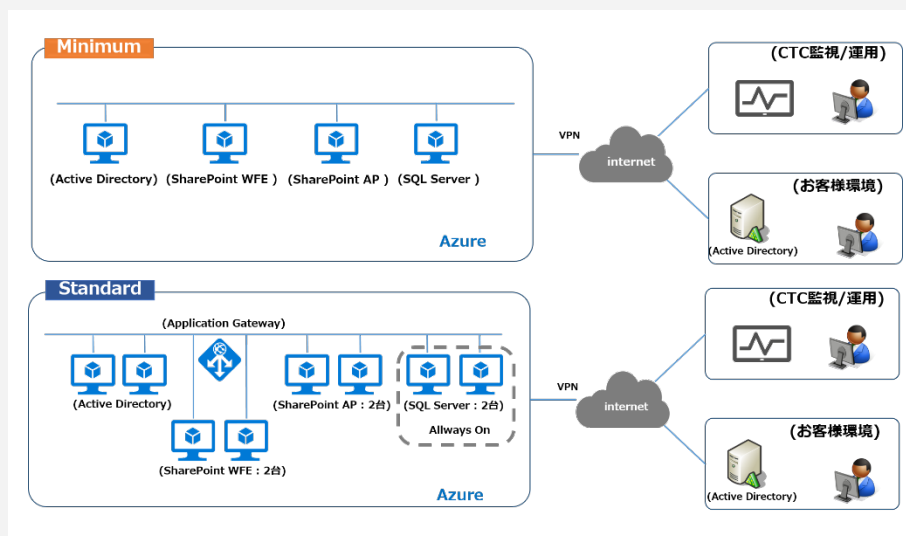 Minimum
(CTC監視/運用)
VPN
internet
(Active Directory)
(SharePoint WFE )
(SharePoint AP )
(SQL Server )
(お客様環境)
(Active Directory)
Azure
Standard
(CTC監視/運用)
(Application Gateway)
VPN
internet
(Active Directory)
(SharePoint AP : 2台)
(SQL Server : 2台)
Allways On
(お客様環境)
(SharePoint WFE : 2台)
(Active Directory)
Azure